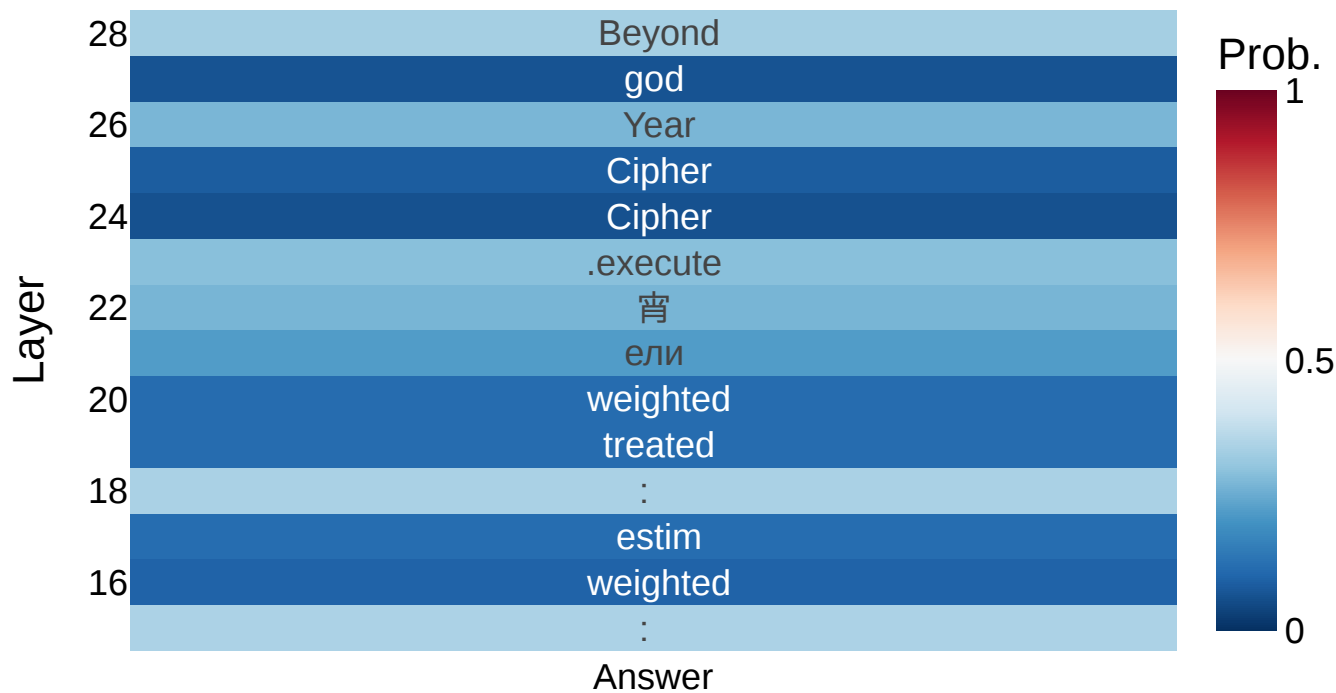 28 Beyond
god
26 Year
Cipher
24 Cipher
.execute
22 宵
ели
20 weighted
treated
18 :
estim
16 weighted
:
Answer
Layer
Prob.
1
0.5
0